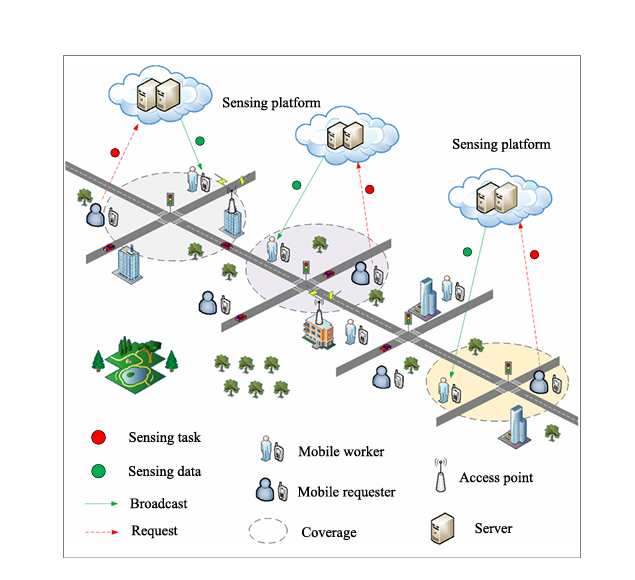 Sensing platform
Sensing platform
Sensing task
Sensing data
Broadcast
Request
Mobile worker
Mobile requester
Coverage
Access point
Server